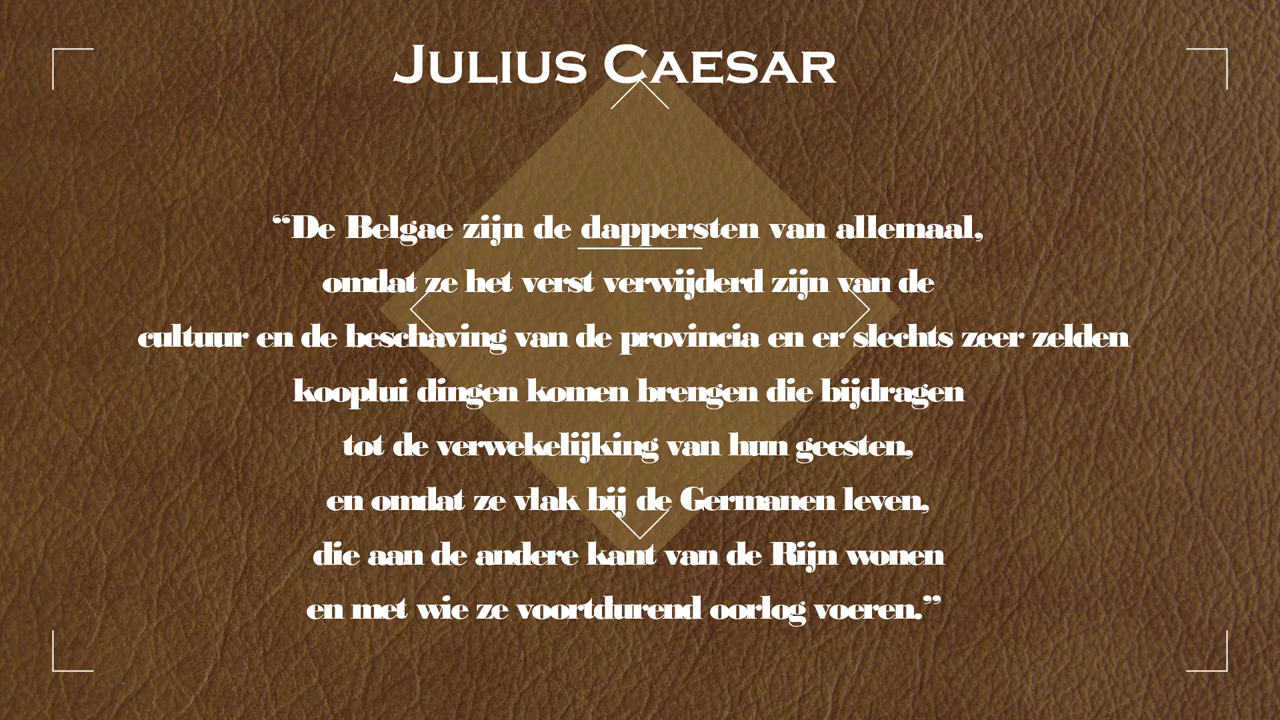 Julius Caesar
“De Belgae zijn de dappersten van allemaal,
omdat ze het verst verwijderd zijn van de
cultuur en de beschaving van de provincia en er slechts zeer zelden
kooplui dingen komen brengen die bijdragen
tot de verwekelijking van hun geesten,
en omdat ze vlak bij de Germanen leven,
die aan de andere kant van de Rijn wonen
en met wie ze voortdurend oorlog voeren.”